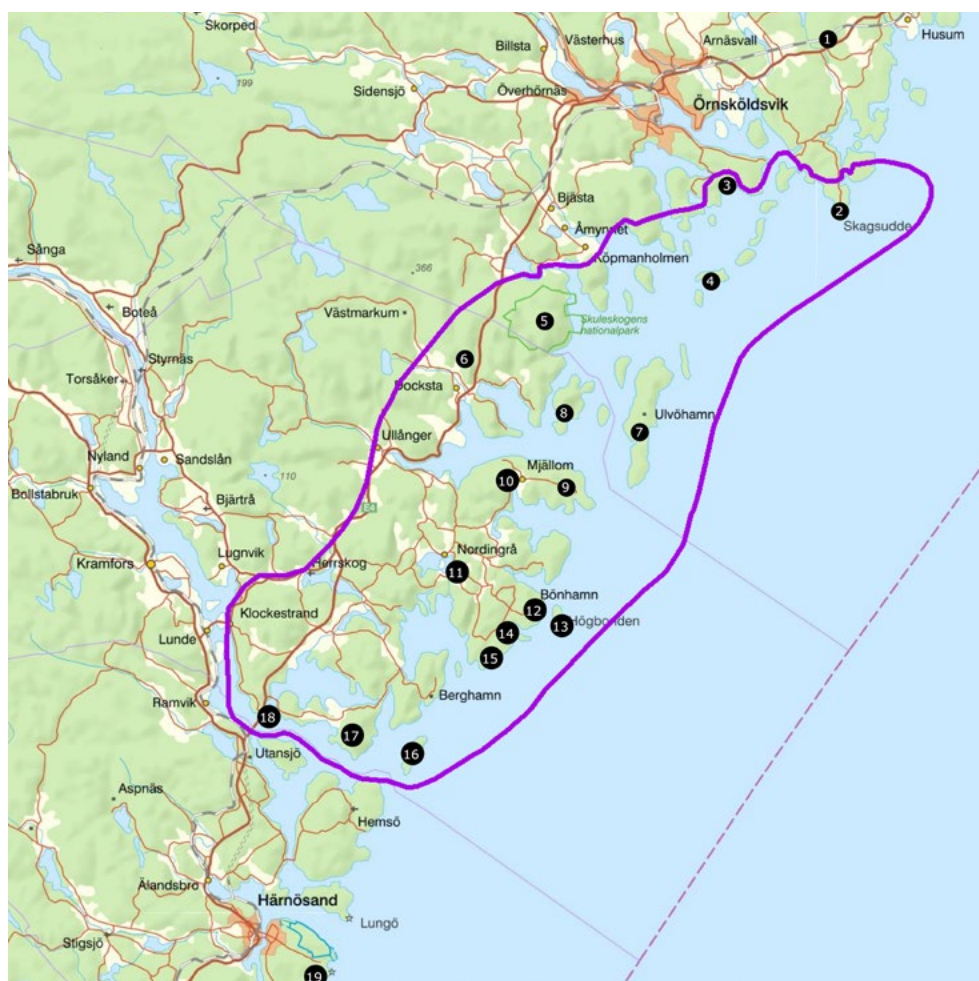 Skorped
Husum
1
Billsta
Västerhus
Arnäsvall
199
Sidensjö
Överhörnäs
Örnsköldsvik
3
Bjästa
2
Skagsudde
Åmynnet
Sånga
Köpmanholmen
366
4
Boteå
Västmarkum
5
Skuleskogens
nationalpark
Styrnäs
6
Torsåker
Docksta
8
Ulvöhamn
7
Ullånger
Nyland
Sandslån
Mjällom
110
10
9
Bollstabruk
Bjärtrå
E4
Nordingrå
Lugnvik
Kramfors
Herrskog
11
Bönhamn
12
Klockestrand
13
Högbonden
Lunde
14
15
Berghamn
Ramvik
18
17
16
Utansjö
Aspnäs
Hemsö
Älandsbro
Härnösand
Lungö
Stigsjö
19